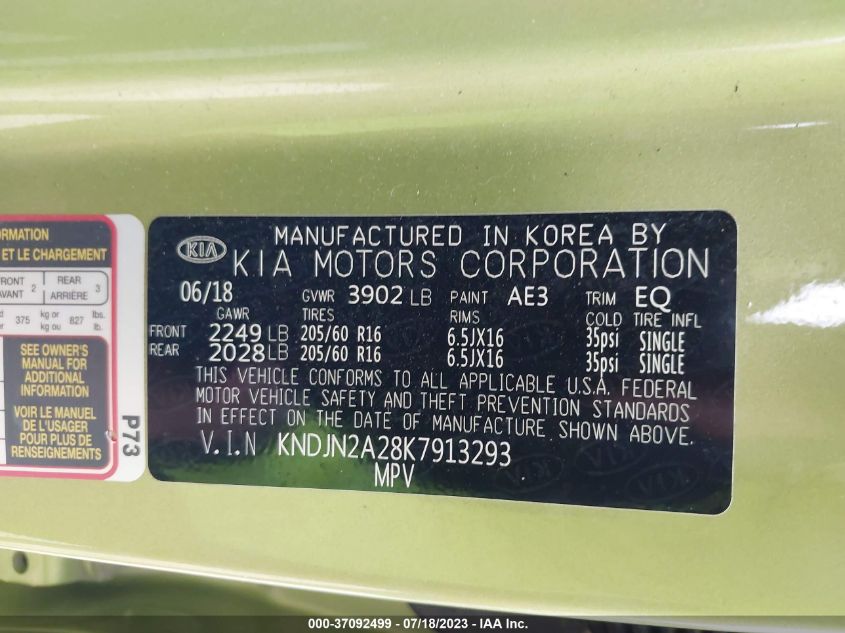 ORMATION
ET LE CHARGEMENT
FRONT 2 REAR 3
AVANT ARRIÈRE
375 kg or 827 lbs.
kg ou lb.
SEE OWNER'S
MANUAL FOR
ADDITIONAL
INFORMATION
VOIR LE MANUEL
DE L'USAGER
POUR PLUS DE
RENSEIGNEMENTS
P73
KIA
MANUFACTURED IN KOREA BY
KIA MOTORS CORPORATION
06/18 GVWR 3902 LB PAINT AE3 TRIM EQ
GAWR TIRES RIMS COLD TIRE INFL
FRONT 2249 LB 205/60 R16 6.5JX16 35psi SINGLE
REAR 2028 LB 205/60 R16 6.5JX16 35psi SINGLE
THIS VEHICLE CONFORMS TO ALL APPLICABLE U.S.A. FEDERAL
MOTOR VEHICLE SAFETY AND THEFT PREVENTION STANDARDS
IN EFFECT ON THE DATE OF MANUFACTURE SHOWN ABOVE.
V.I.N KNDJN2A28K7913293
MPV
000-37092499 - 07/18/2023 - IAA Inc.